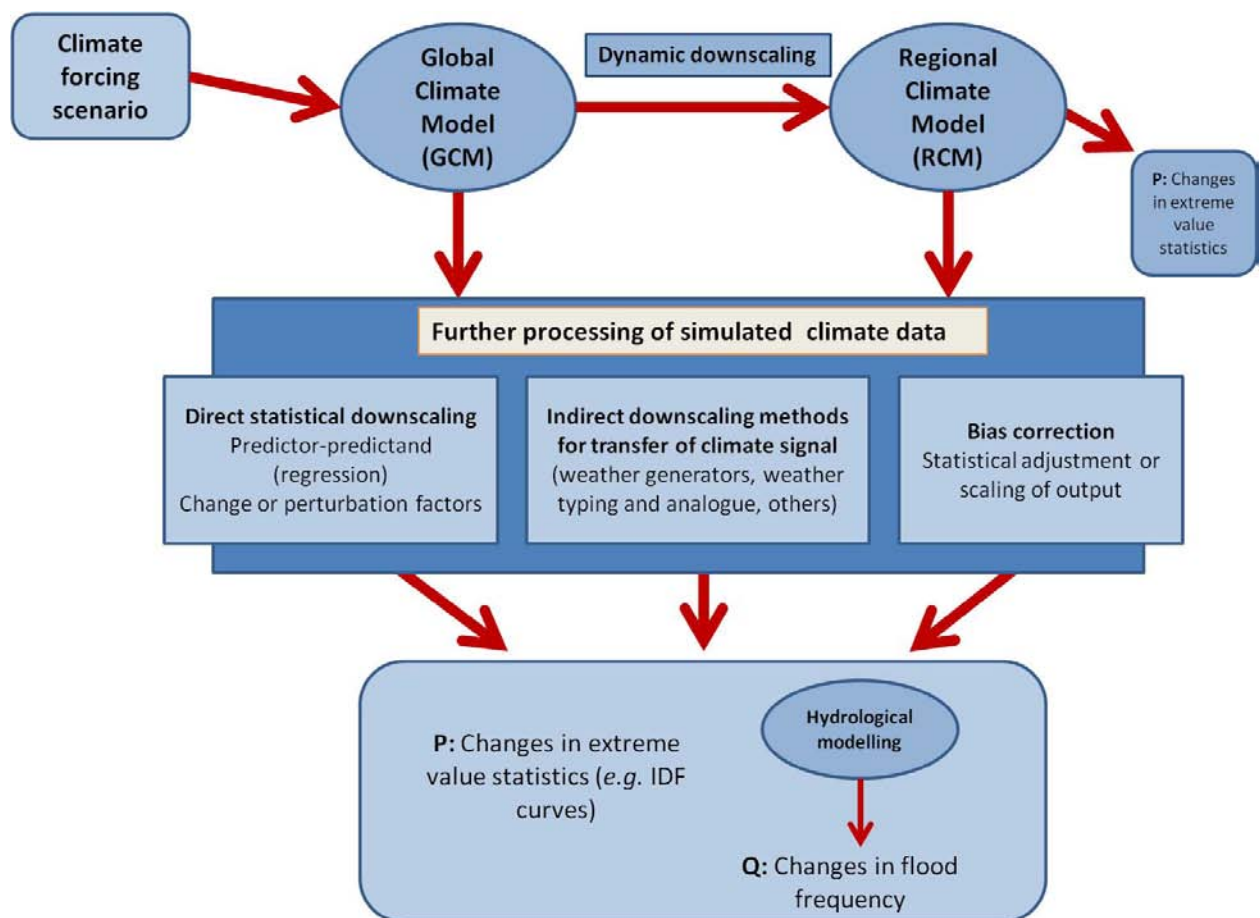 Climate
forcing
scenario
Global
Climate
Model
(GCM)
Dynamic downscaling
Regional
Climate
Model
(RCM)
P: Changes
in extreme
value
statistics
Further processing of simulated climate data
Direct statistical downscaling
Predictor-predictand
(regression)
Change or perturbation factors
Indirect downscaling methods
for transfer of climate signal
(weather generators, weather
typing and analogue, others)
Bias correction
Statistical adjustment or
scaling of output
P: Changes in extreme
value statistics (e.g. IDF
curves)
Hydrological
modelling
Q: Changes in flood
frequency